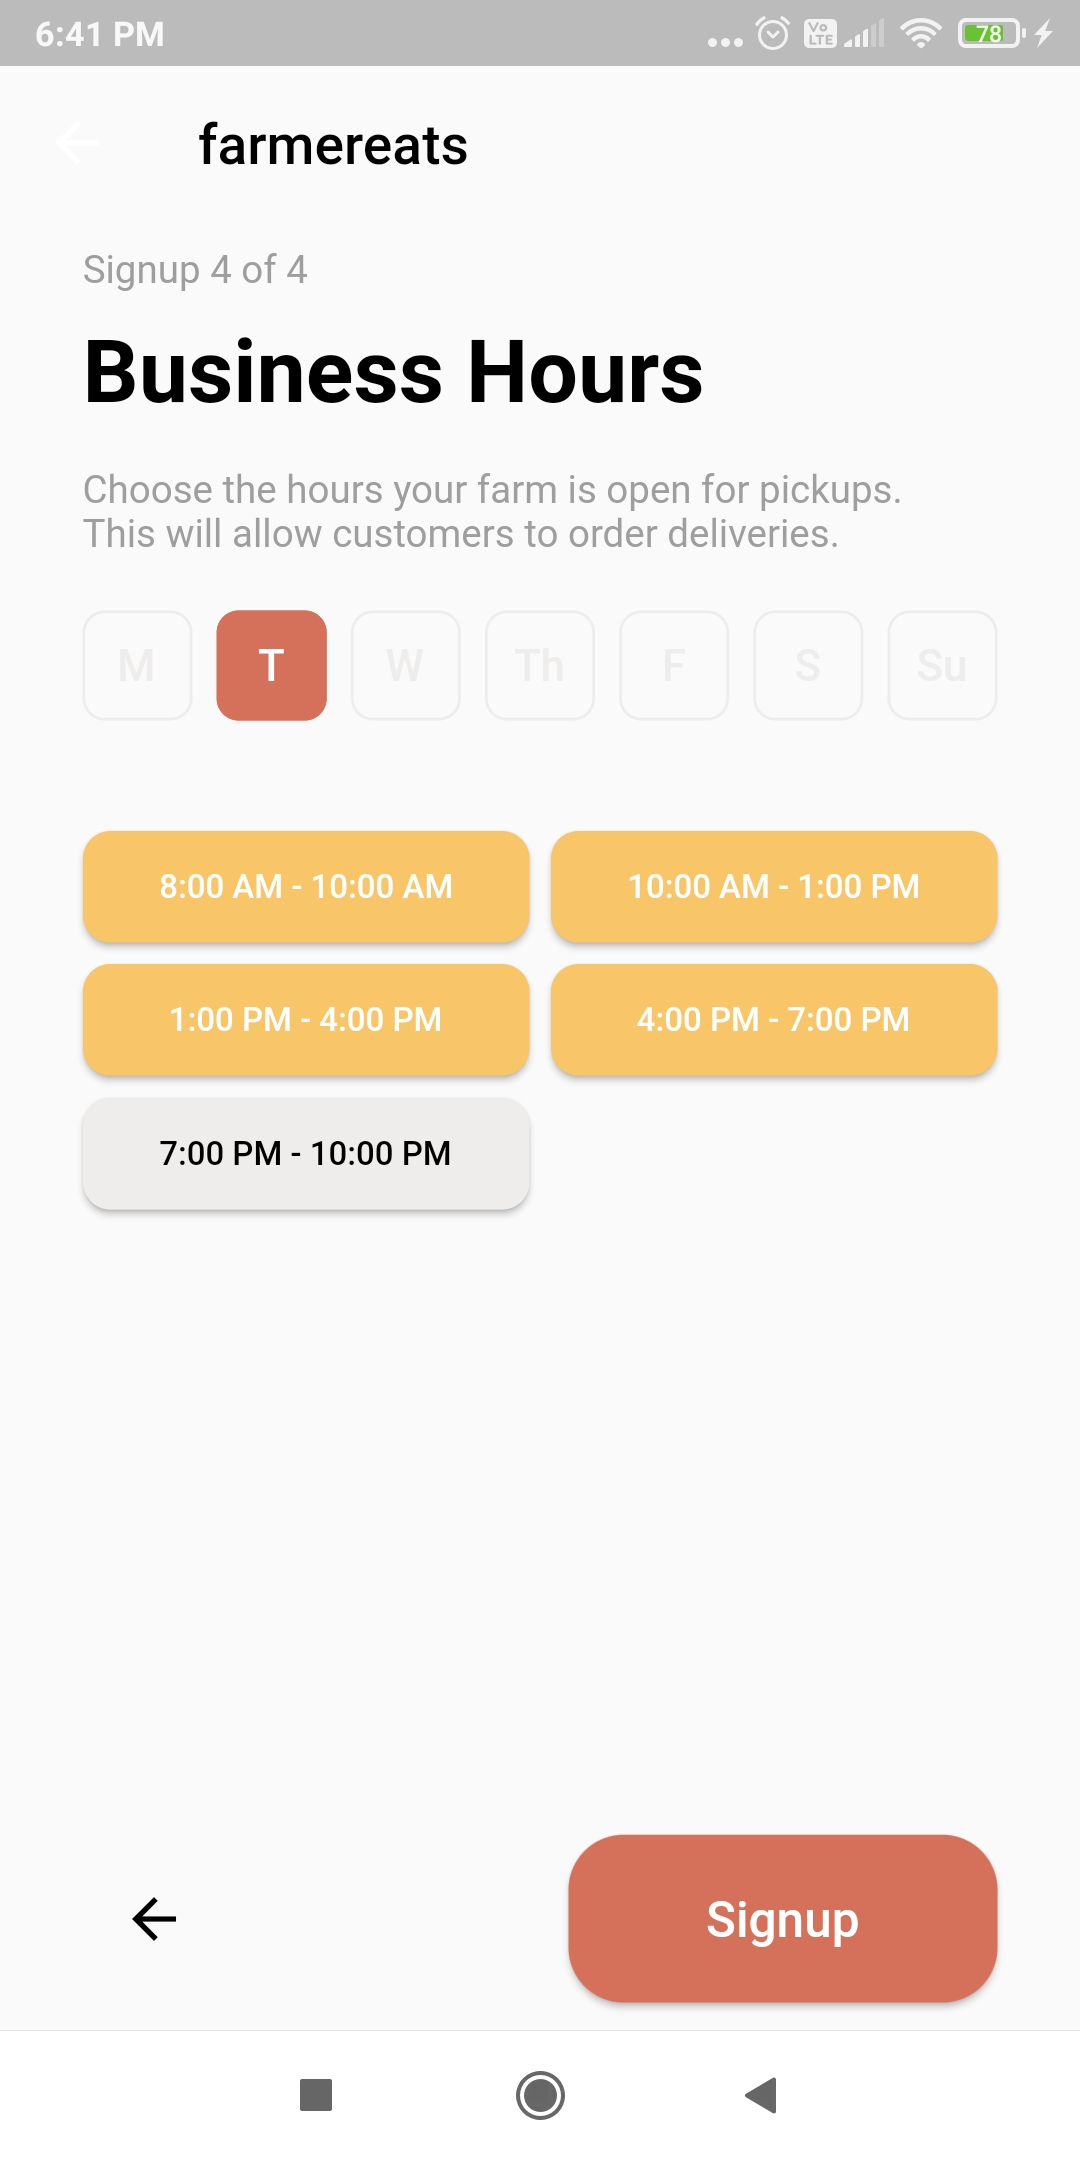 6:41 PM
Vo
LTE
78
farmereats
Signup 4 of 4
Business Hours
Choose the hours your farm is open for pickups.
This will allow customers to order deliveries.
M T W Th F S Su
8:00 AM - 10:00 AM 10:00 AM - 1:00 PM
1:00 PM - 4:00 PM 4:00 PM - 7:00 PM
7:00 PM - 10:00 PM
Signup